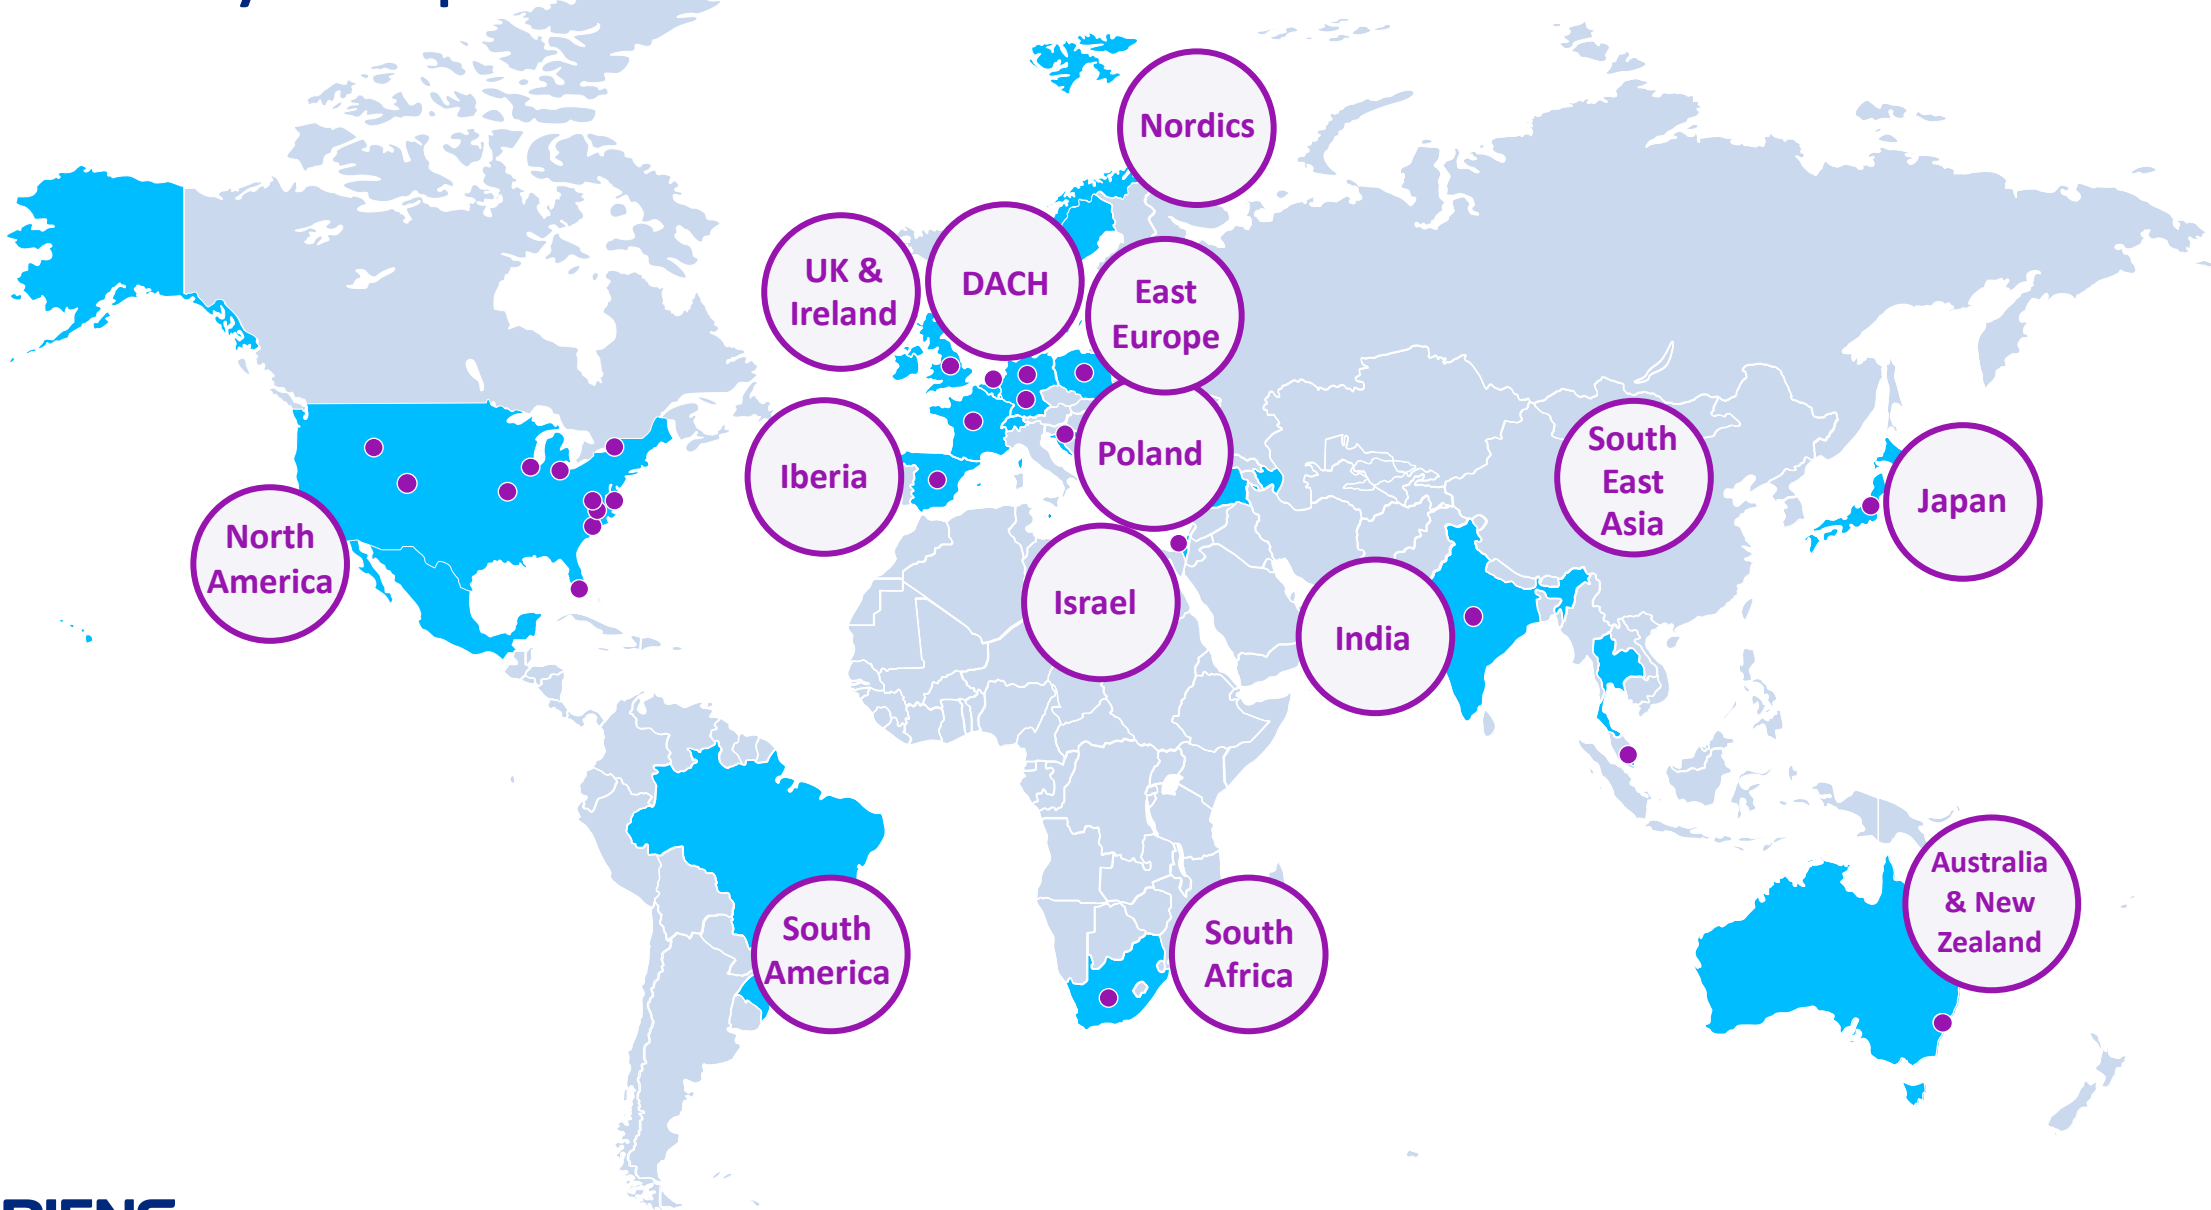 Nordics
UK &
Ireland
DACH
East
Europe
Iberia
Poland
South
East
Asia
Japan
North
America
Israel
India
South
America
South
Africa
Australia
& New
Zealand